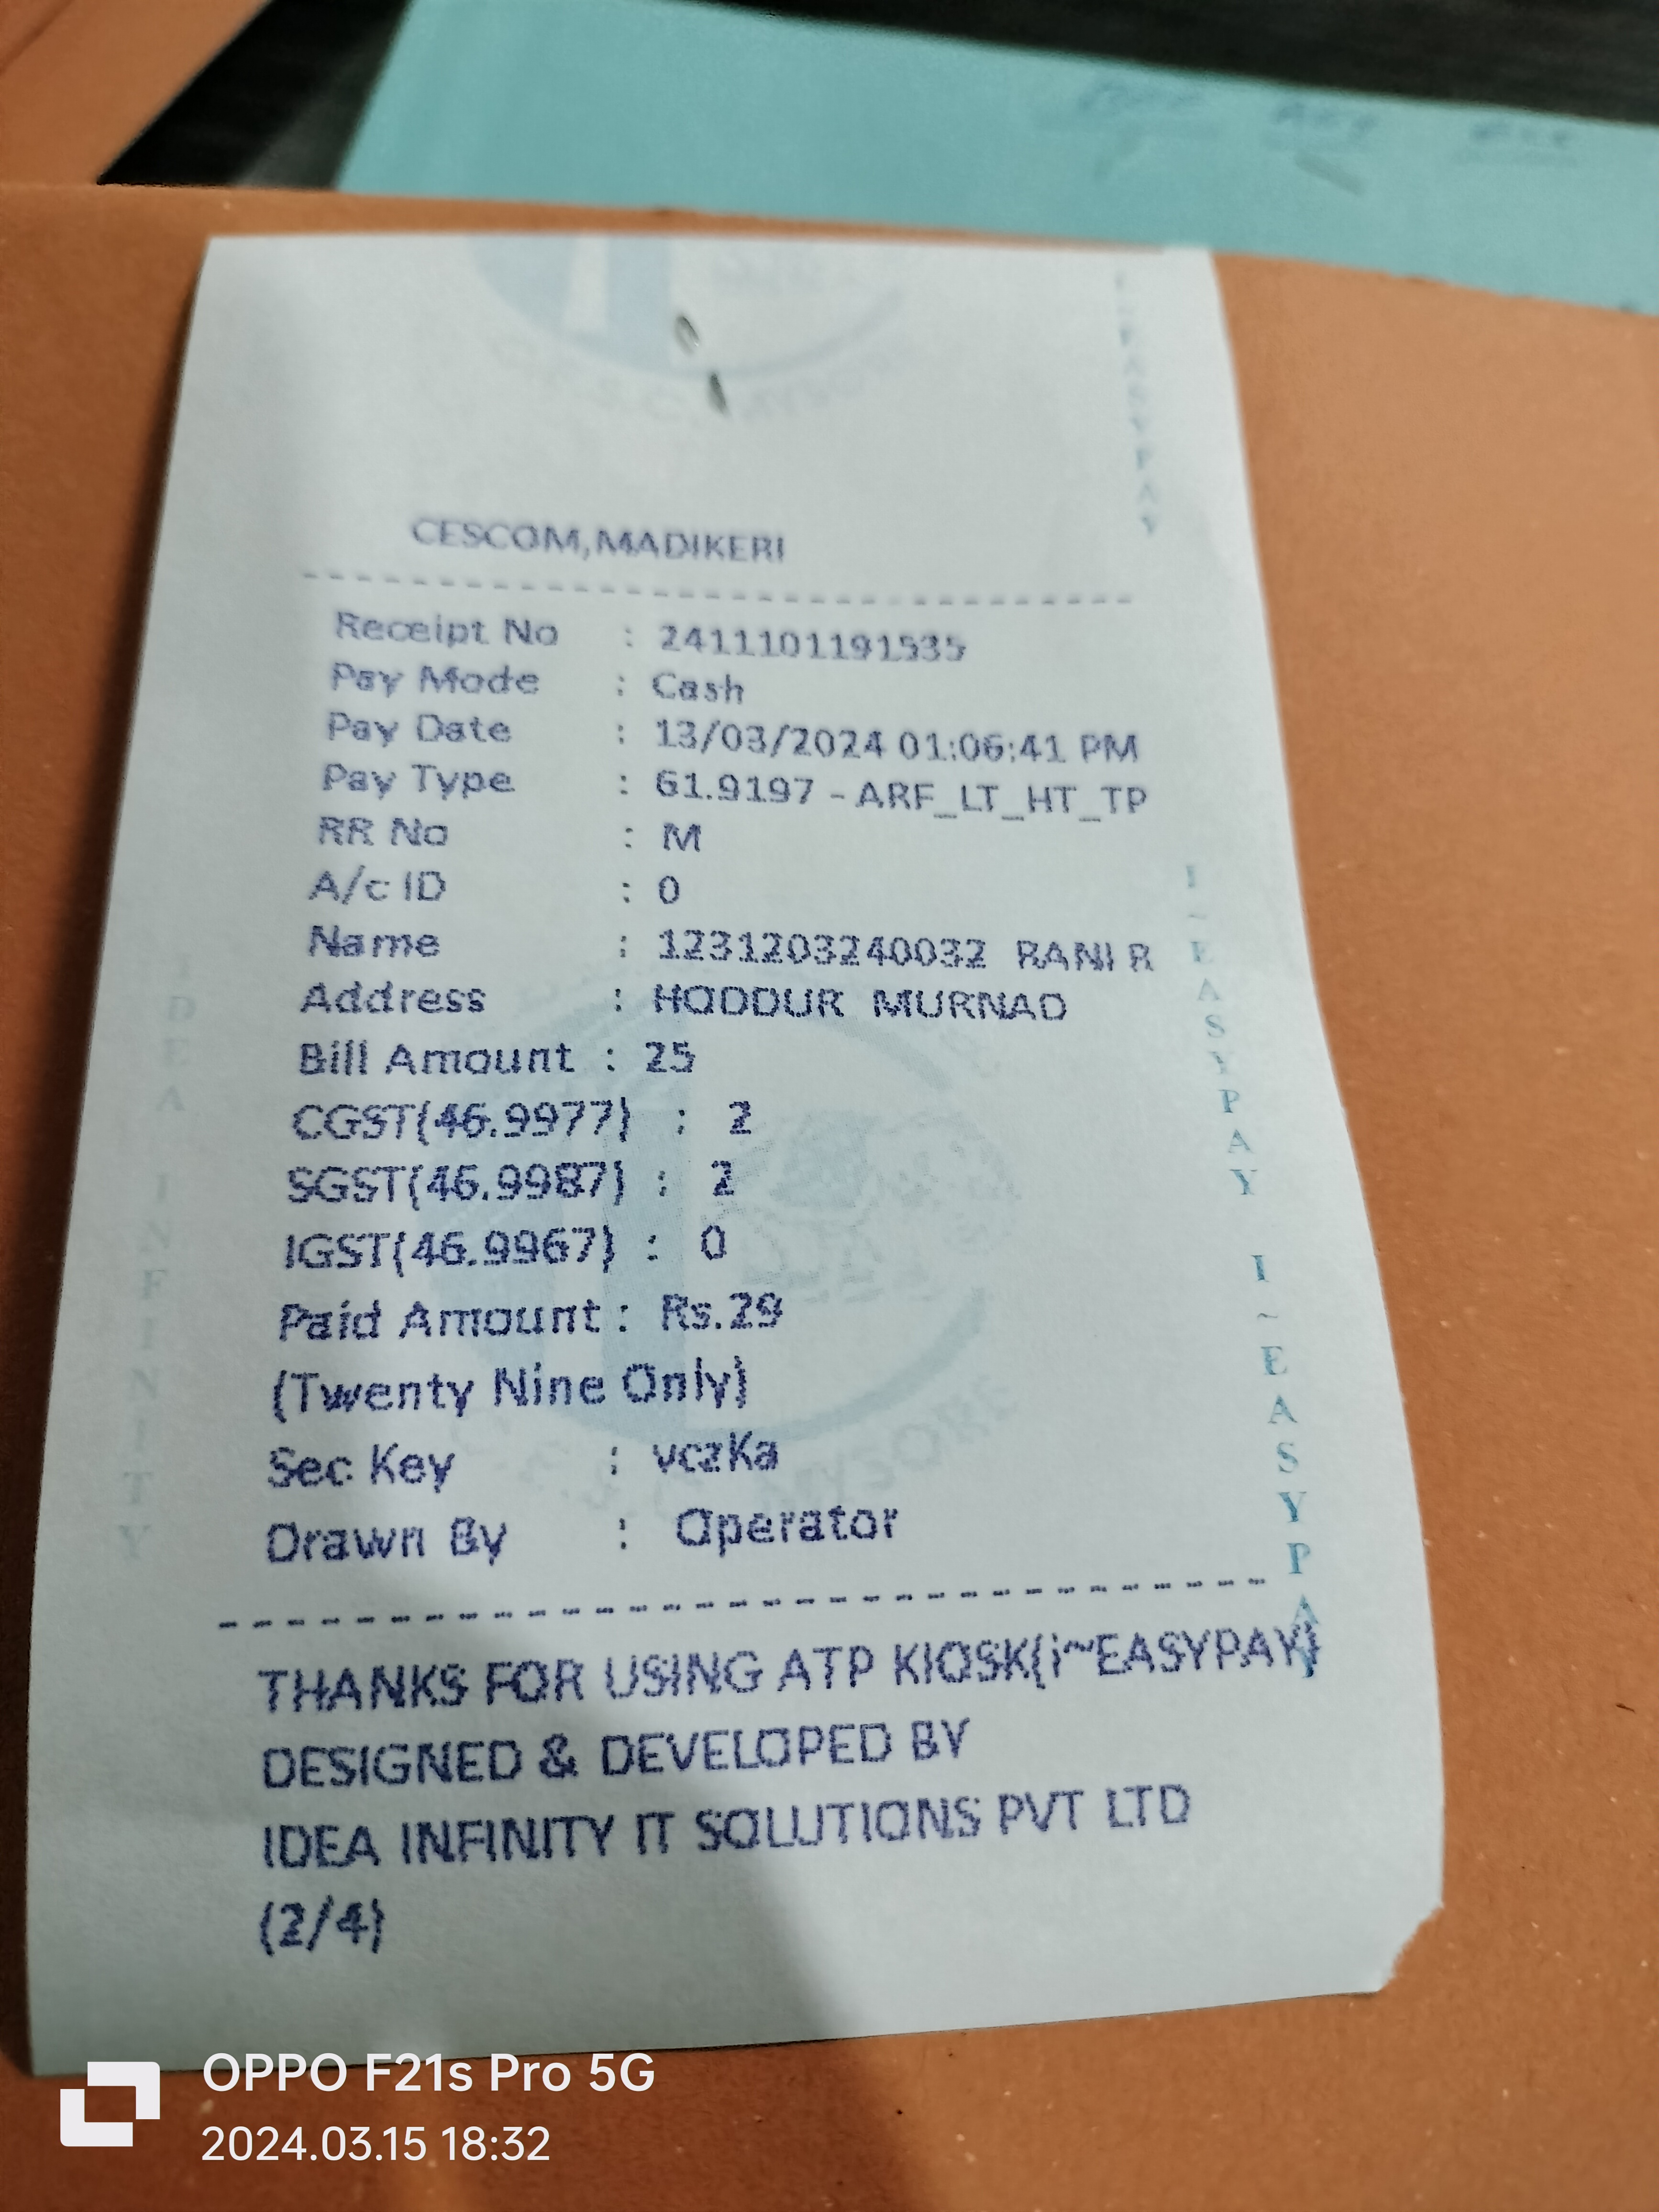 CESCOM,MADIKERI
Receipt No : 2411101191535
Pay Mode : Cash
Pay Date : 13/03/2024 01:06:41 PM
Pay Type : 61.9197 - ARF_LT_HT_TP
RR No : M
A/c ID : 0
Name : 1231203240032 RANI R
Address : HODDUR MURNAD
Bill Amount : 25
CGST(46.9977) : 2
SGST(46.9987) : 2
IGST(46.9967) : 0
Paid Amount : Rs.29
(Twenty Nine Only)
Sec Key : vczKa
Drawn By : Operator
THANKS FOR USING ATP KIOSK(i~EASYPAY)
DESIGNED & DEVELOPED BY
IDEA INFINITY IT SOLUTIONS PVT LTD
(2/4)
I~EASYPAY
I~EASYPAY
I~EASYPAY
IDEA INFINITY
OPPO F21s Pro 5G
2024.03.15 18:32